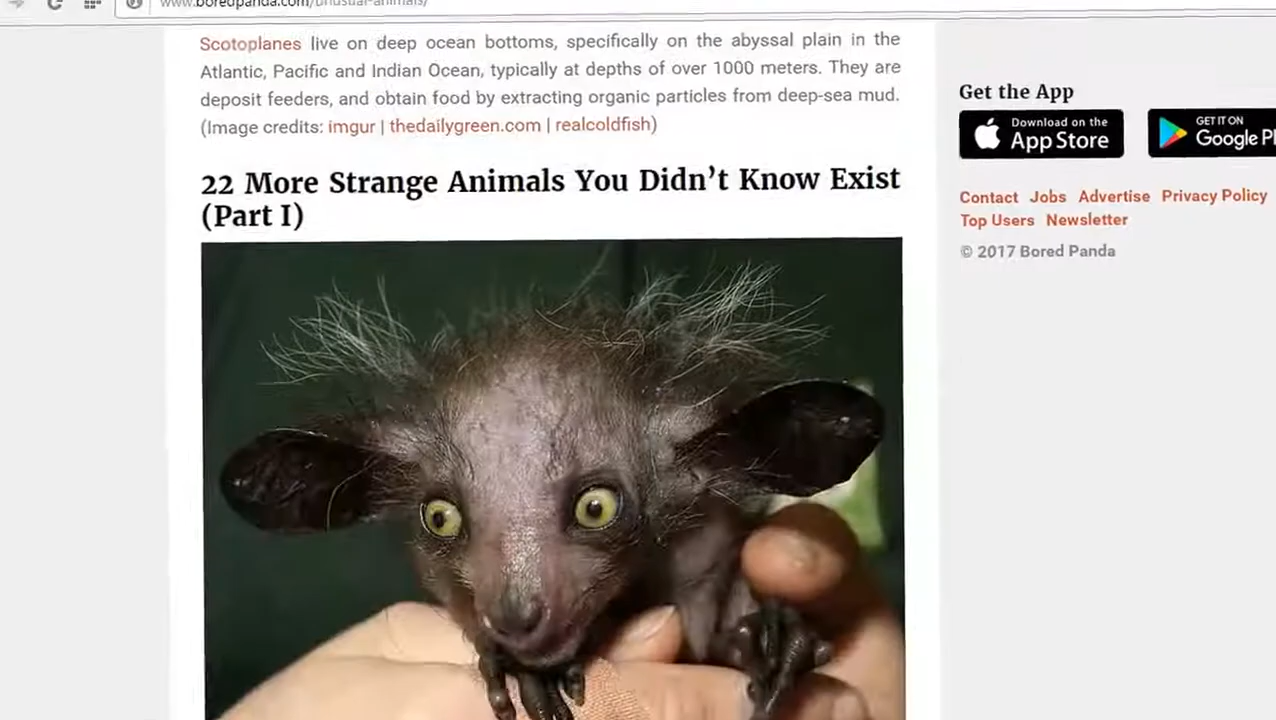 www.boredpanda.com/unusual-animals/
Scotoplanes live on deep ocean bottoms, specifically on the abyssal plain in the
Atlantic, Pacific and Indian Ocean, typically at depths of over 1000 meters. They are
deposit feeders, and obtain food by extracting organic particles from deep-sea mud.
(Image credits: imgur | thedailygreen.com | realcoldfish)
22 More Strange Animals You Didn’t Know Exist
(Part I)
Get the App
Download on the
App Store
GET IT ON
Google Pl
Contact Jobs Advertise Privacy Policy
Top Users Newsletter
© 2017 Bored Panda